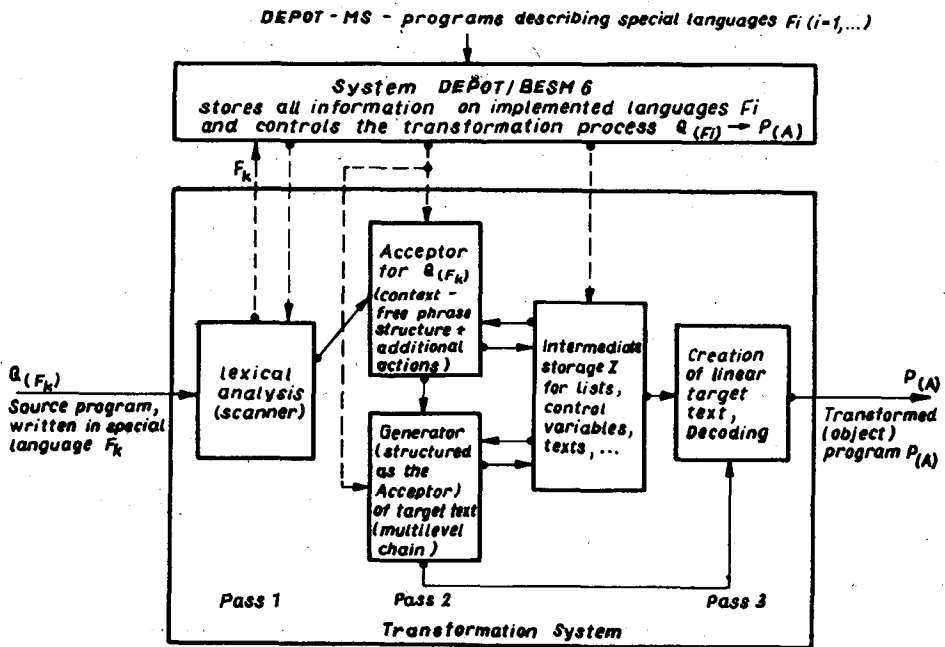 DEPOT-MS - programs describing special languages Fi (i=1,...)
System DEPOT/BESM 6
stores all information on implemented languages Fi
and controls the transformation process Q(Fi) → P(A)
Fk
Acceptor
for Q(Fk)
(context-
free phrase
structure +
additional
actions)
Q(Fk)
Source program,
written in special
language Fk
lexical
analysis
(scanner)
Intermediate
storage Z
for lists,
control
variables,
texts, ...
Creation
of linear
target
text,
Decoding
P(A)
Transformed
(object)
program P(A)
Generator
(structured
as the
Acceptor)
of target text
(multilevel
chain)
Pass 1
Pass 2
Pass 3
Transformation System